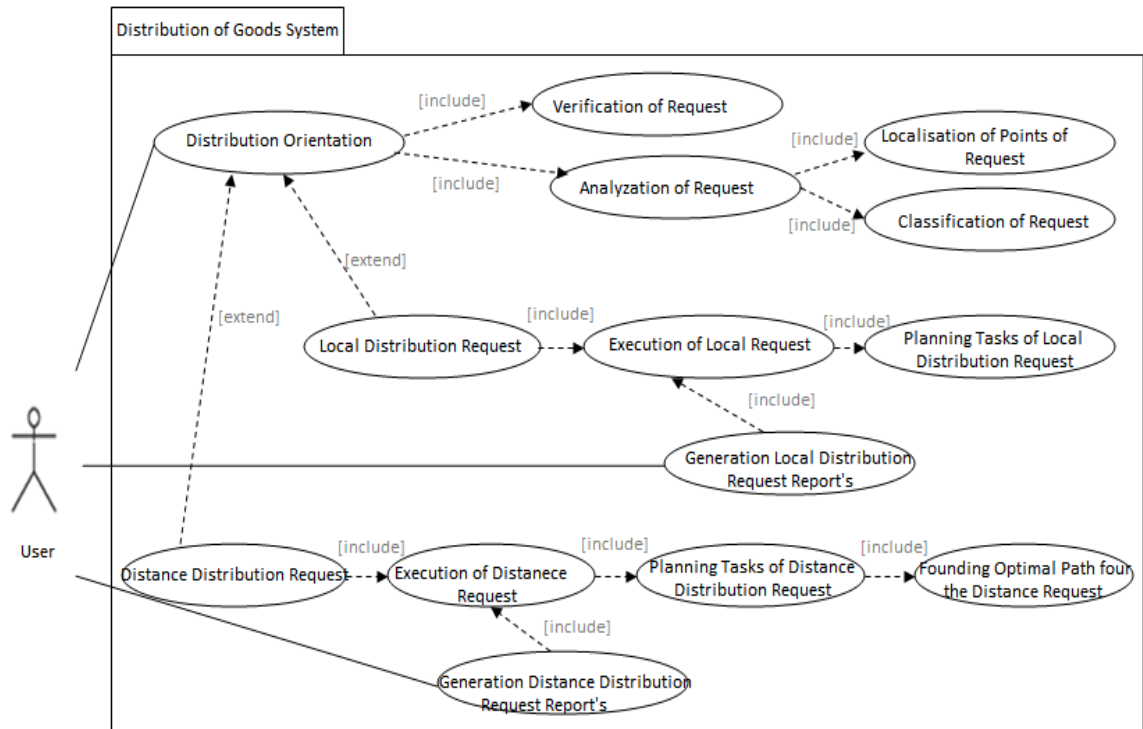 Distribution of Goods System
[include]
Verification of Request
Distribution Orientation
[include]
Localisation of Points of
Request
[include]
Analyzation of Request
[include]
Classification of Request
[extend]
[extend]
[include]
[include]
Local Distribution Request
Execution of Local Request
Planning Tasks of Local
Distribution Request
[include]
Generation Local Distribution
Request Report's
User
[include]
[include]
[include]
Distance Distribution Request
Execution of Distanece
Request
Planning Tasks of Distance
Distribution Request
Founding Optimal Path four
the Distance Request
[include]
Generation Distance Distribution
Request Report's